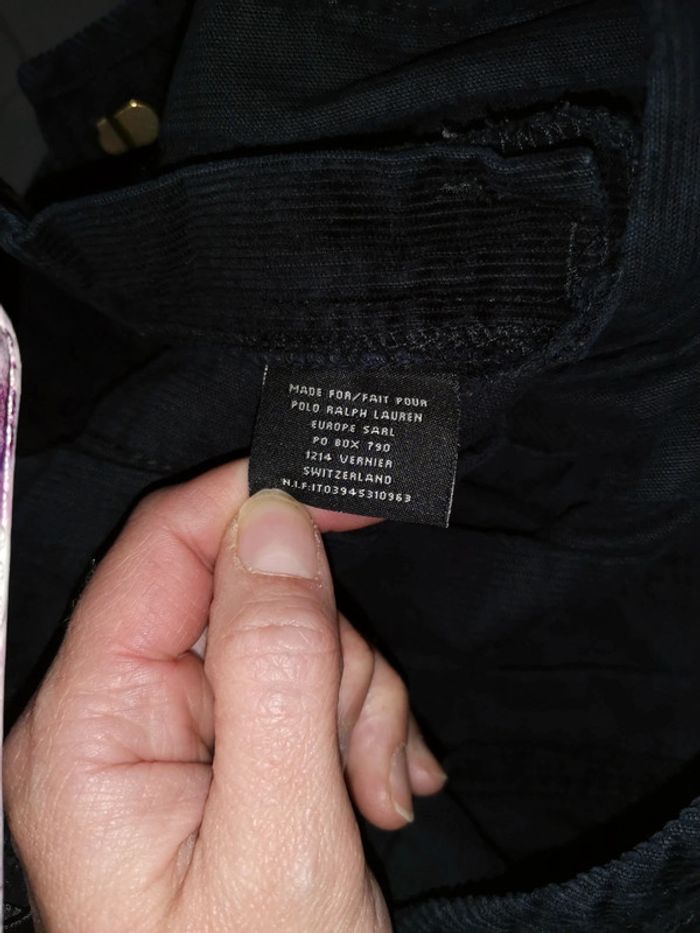 MADE FOR/FAIT POUR
POLO RALPH LAUREN
EUROPE SARL
PO BOX 790
1214 VERNIER
SWITZERLAND
N.I.F:IT03945310963